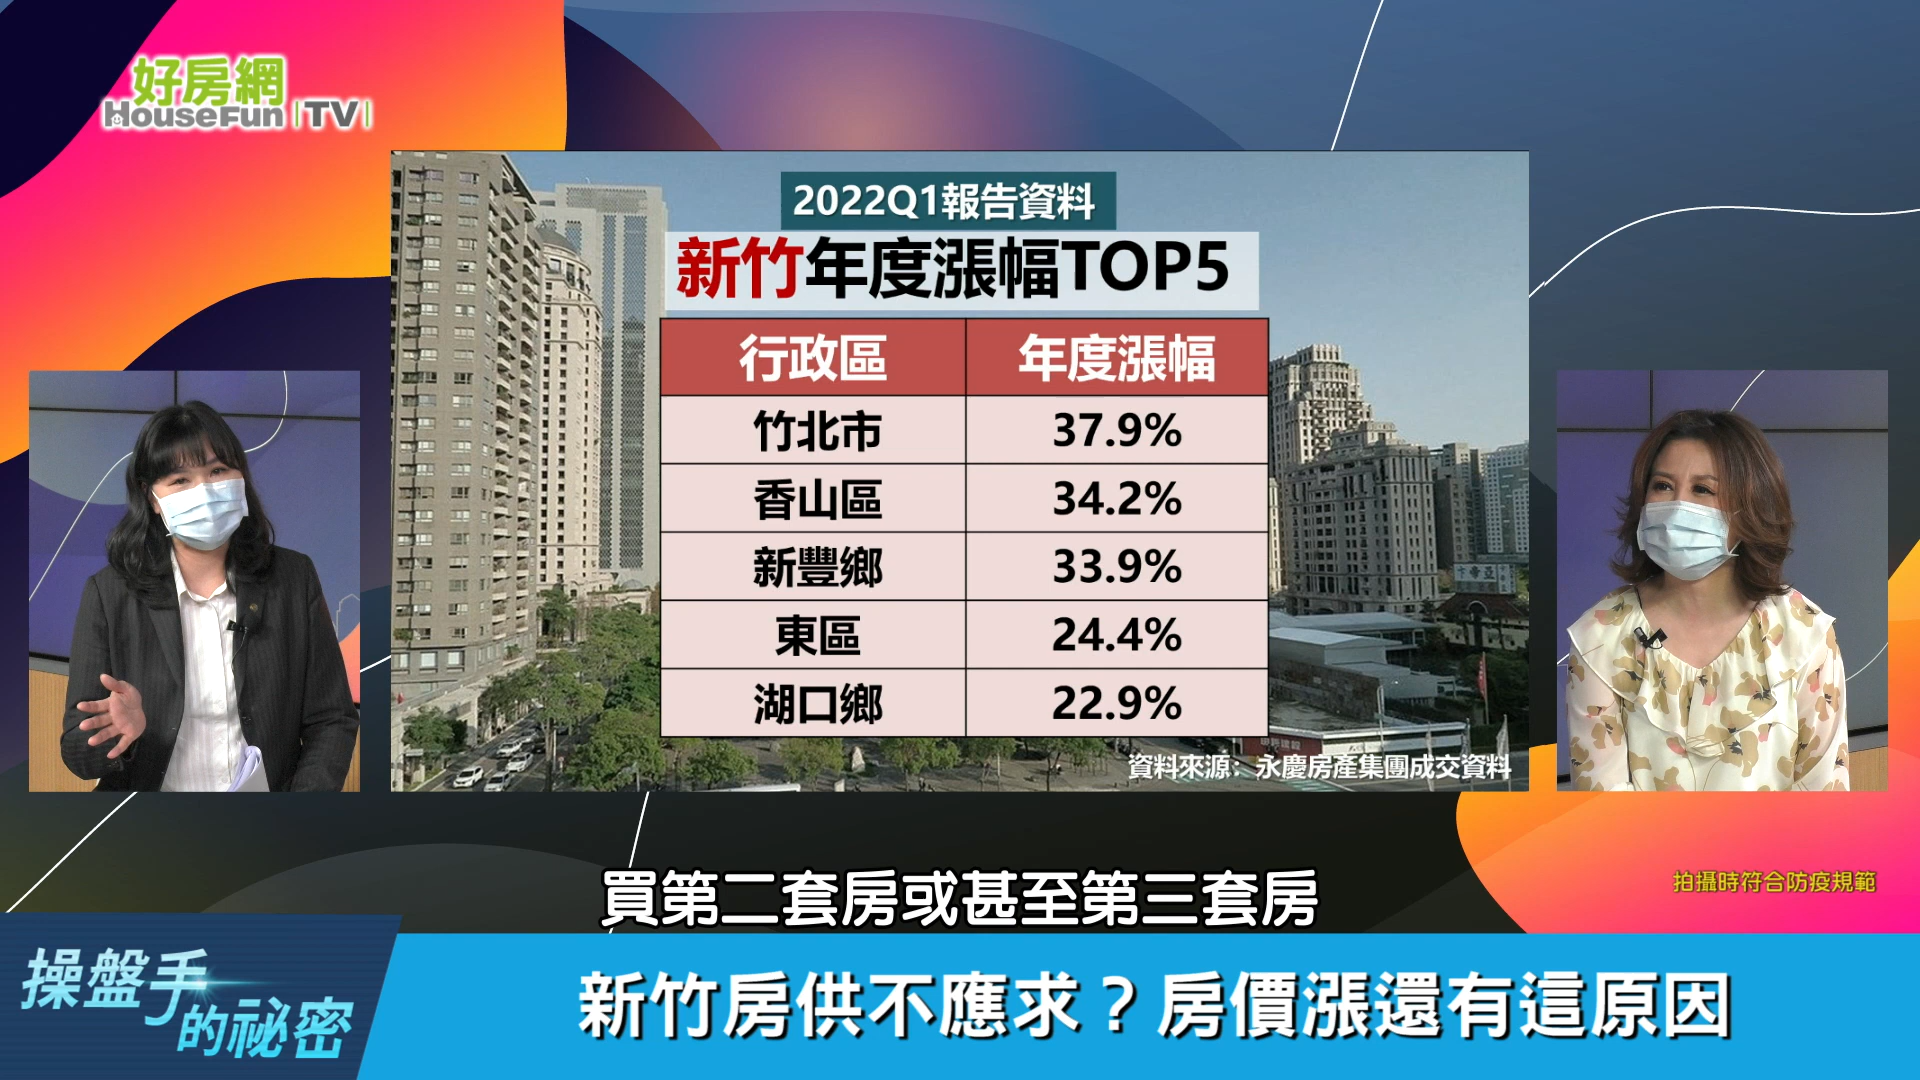 好房網
HouseFun TV
2022Q1報告資料
新竹年度漲幅TOP5
行政區 年度漲幅
竹北市 37.9%
香山區 34.2%
新豐鄉 33.9%
東區 24.4%
湖口鄉 22.9%
資料來源：永慶房產集團成交資料
買第二套房或甚至第三套房
拍攝時符合防疫規範
操盤手的祕密
新竹房供不應求？房價漲還有這原因